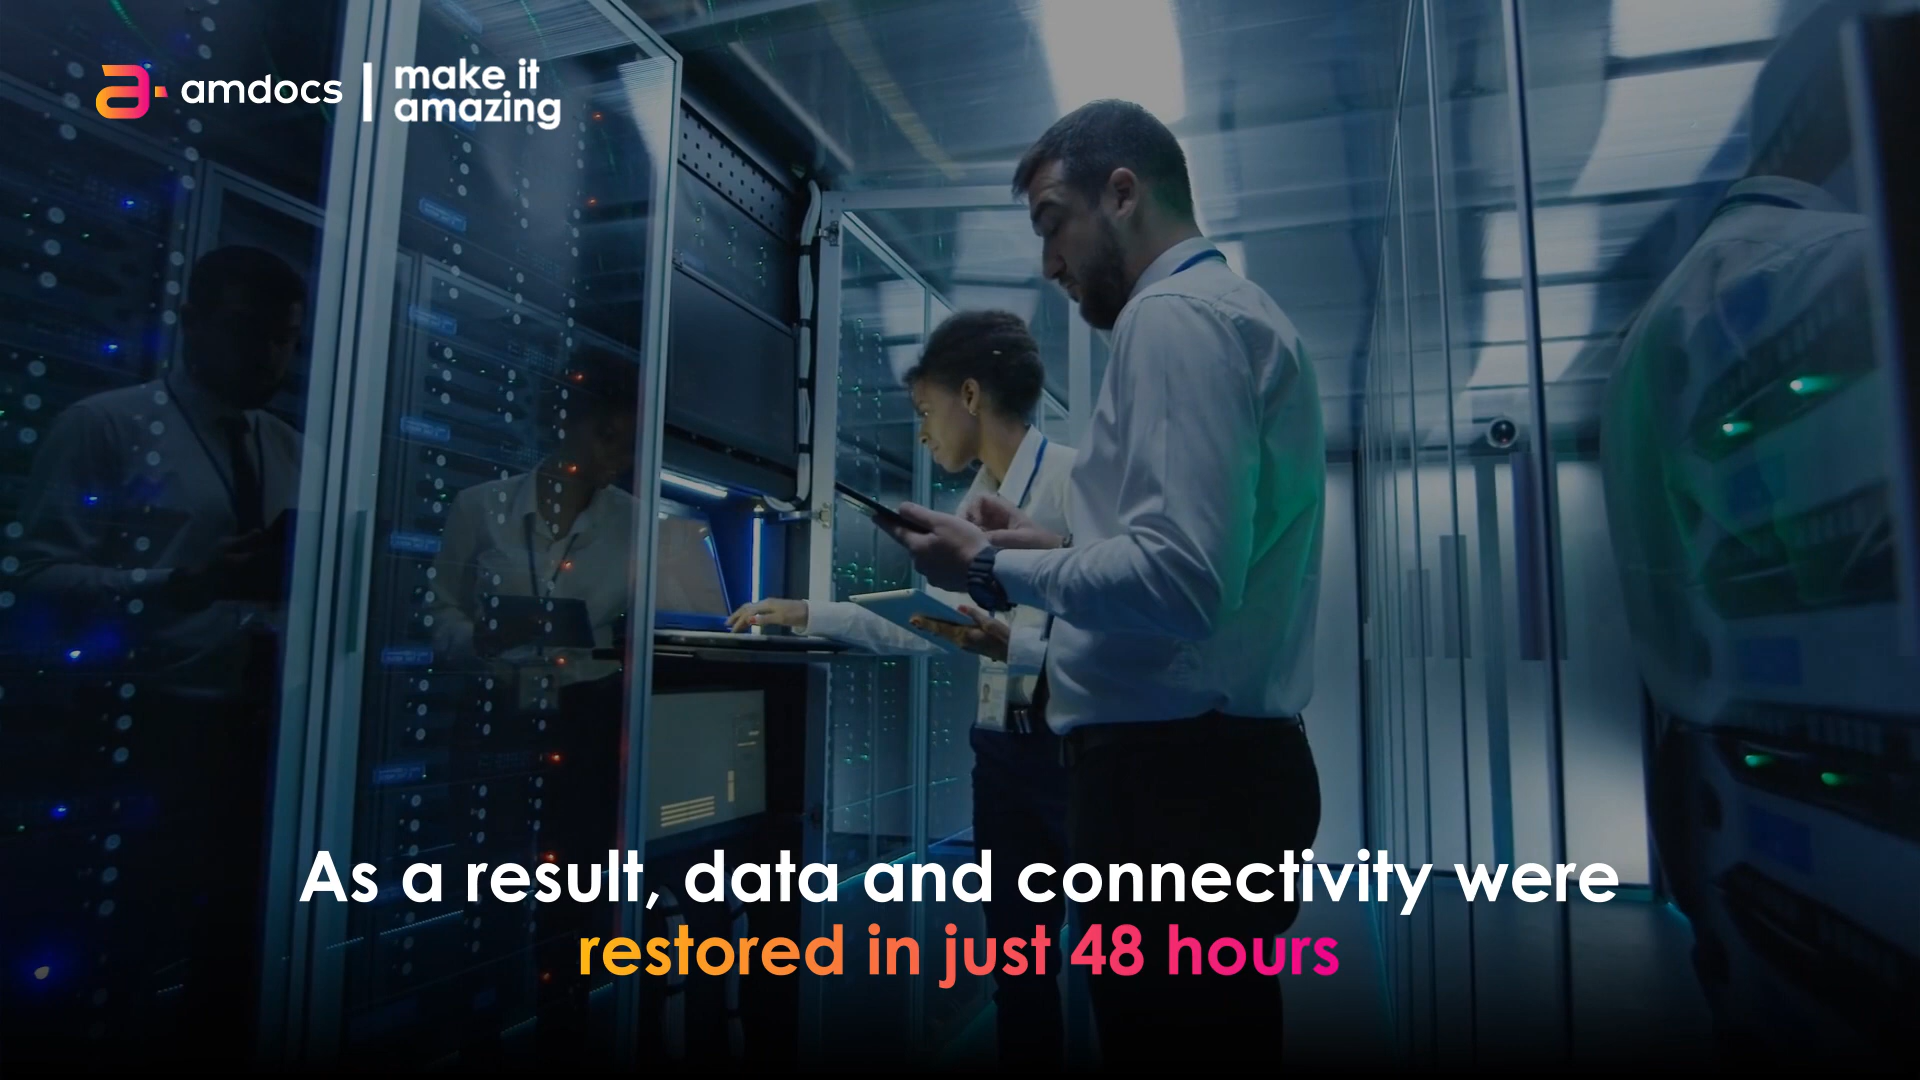 amdocs
make it
amazing
As a result, data and connectivity were
restored in just 48 hours